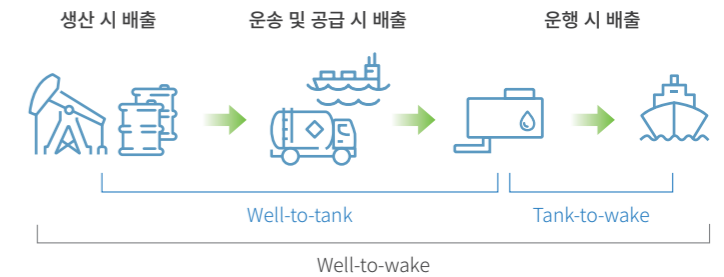 생산 시 배출
운송 및 공급 시 배출
운행 시 배출
Well-to-tank
Tank-to-wake
Well-to-wake